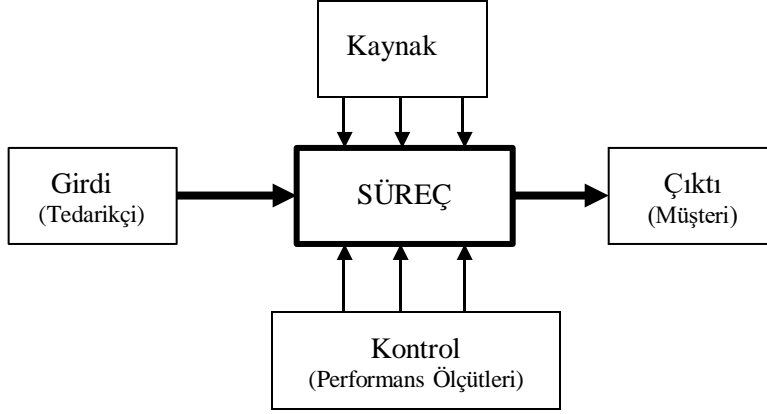 Kaynak
Girdi
(Tedarikçi)
SÜREÇ
Çıktı
(Müşteri)
Kontrol
(Performans Ölçütleri)